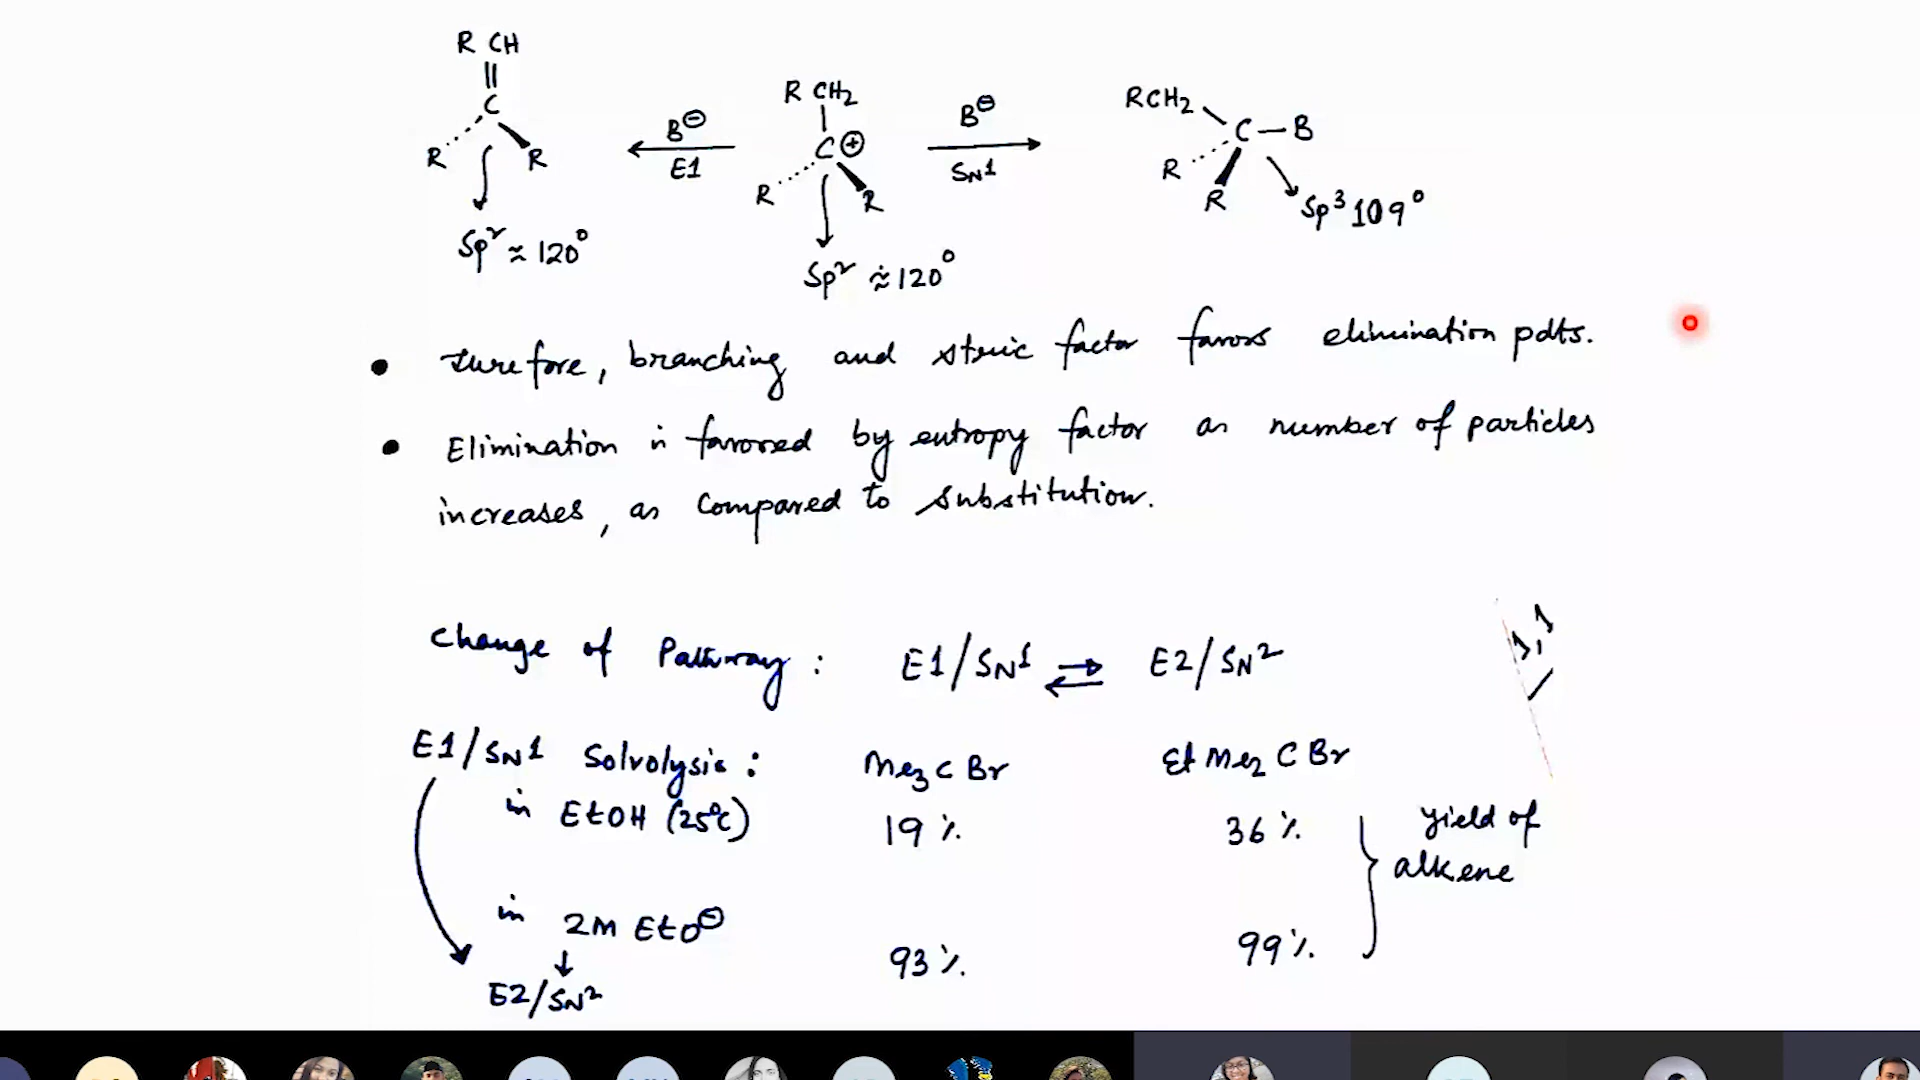 RCH
||
C
R R
Sp² ≈ 120°
B⊖
E1
RCH₂
C⊕
R R
Sp² ≈ 120°
B⊖
SN1
RCH₂
C—B
R
R
Sp³ 109°
• Therefore, branching and steric factor favors elimination pdts.
• Elimination is favored by entropy factor as number of particles
increases, as compared to substitution.
Change of Pathway : E1/SN1 ⇌ E2/SN2
E1/SN1 Solvolysis : Me₃CBr EtMe₂CBr
in EtOH (25°C) 19 % 36 %
yield of
alkene
in 2M EtO⊖
93 % 99 %
E2/SN2